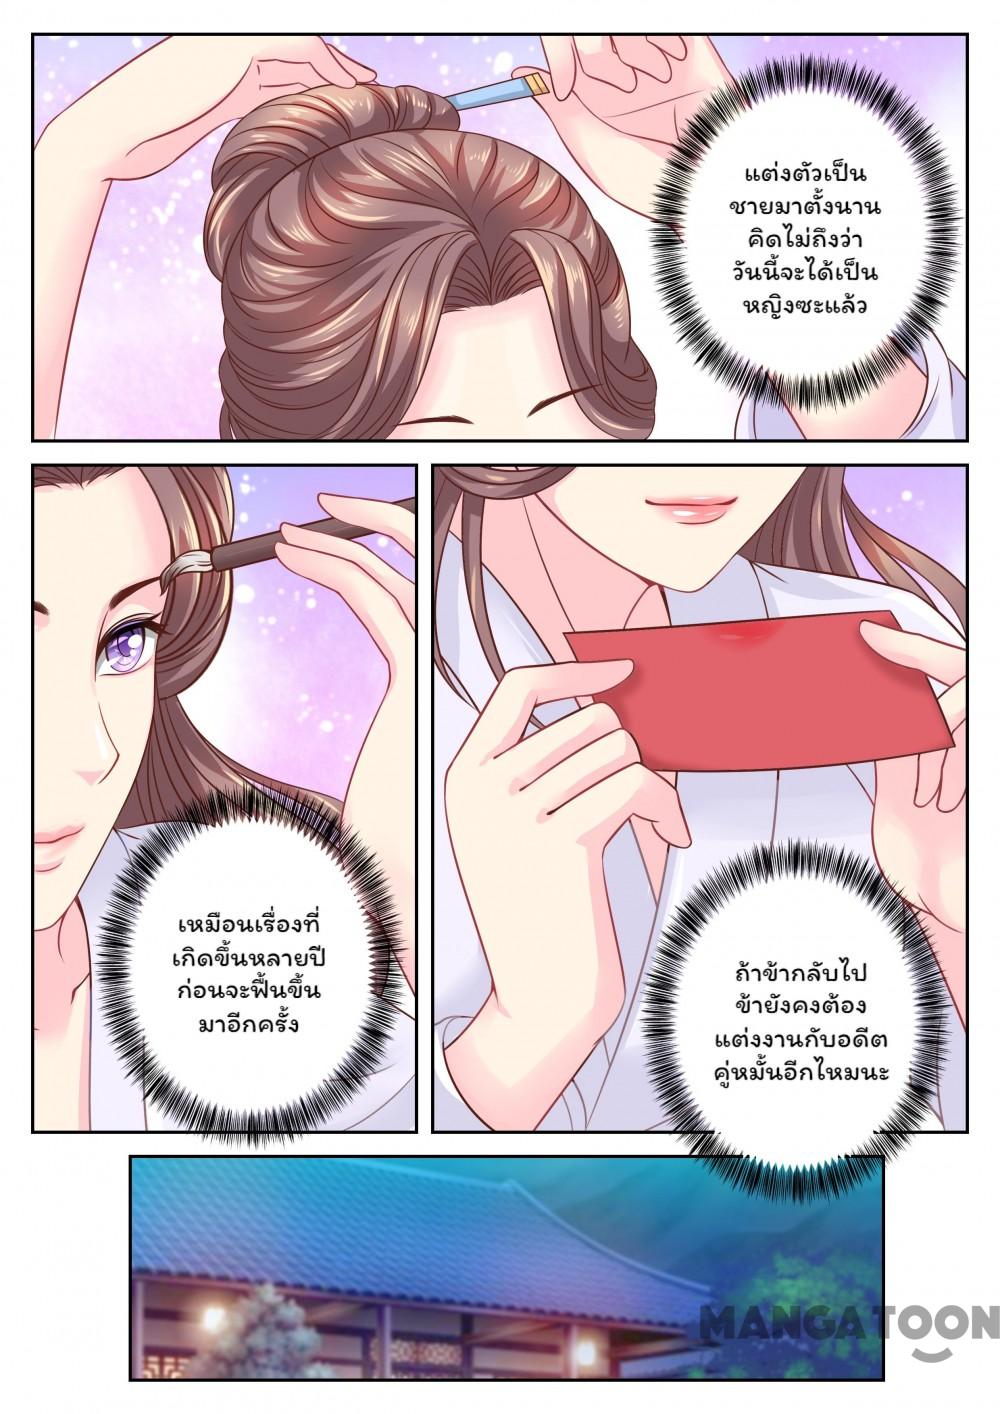 แต่งตัวเป็น
ชายมาตั้งนาน
คิดไม่ถึงว่า
วันนี้จะได้เป็น
หญิงซะแล้ว
เหมือนเรื่องที่
เกิดขึ้นหลายปี
ก่อนจะฟื้นขึ้น
มาอีกครั้ง
ถ้าข้ากลับไป
ข้ายังคงต้อง
แต่งงานกับอดีต
คู่หมั้นอีกไหมนะ
MANGATOON